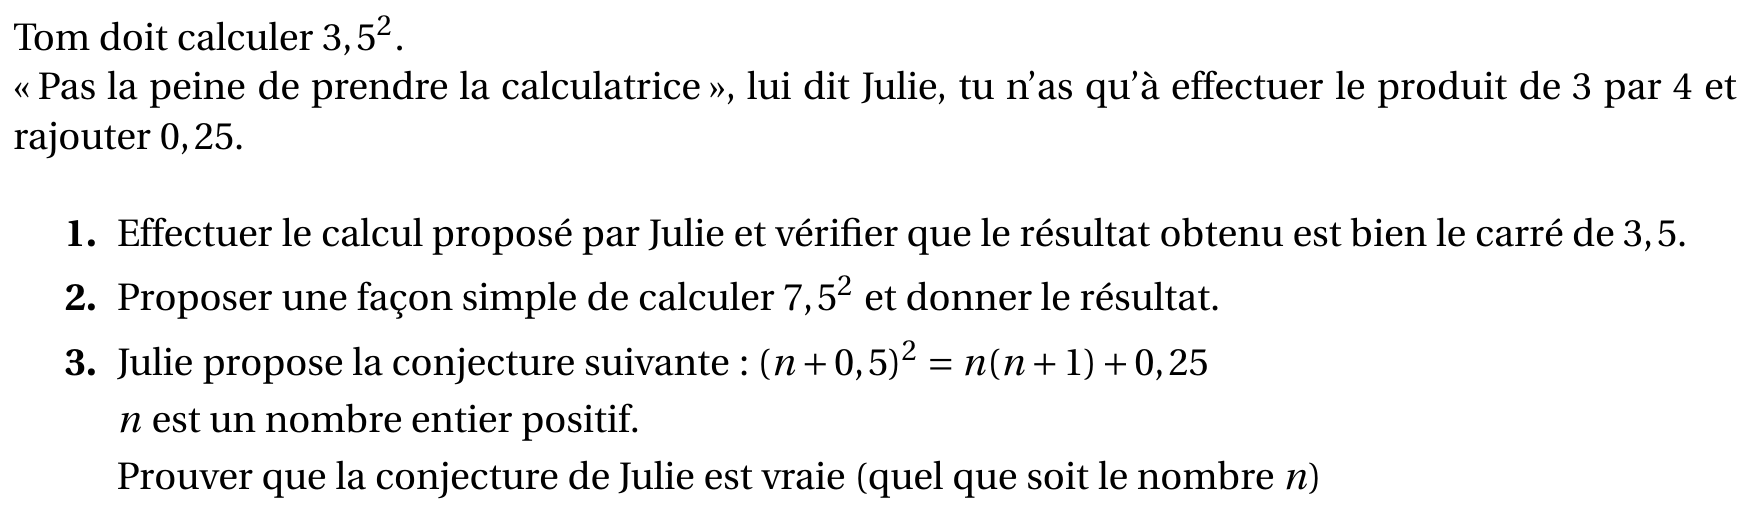 Tom doit calculer 3,5².
« Pas la peine de prendre la calculatrice », lui dit Julie, tu n'as qu'à effectuer le produit de 3 par 4 et
rajouter 0,25.
1. Effectuer le calcul proposé par Julie et vérifier que le résultat obtenu est bien le carré de 3,5.
2. Proposer une façon simple de calculer 7,5² et donner le résultat.
3. Julie propose la conjecture suivante : (n+0,5)² = n(n+1)+0,25
n est un nombre entier positif.
Prouver que la conjecture de Julie est vraie (quel que soit le nombre n)